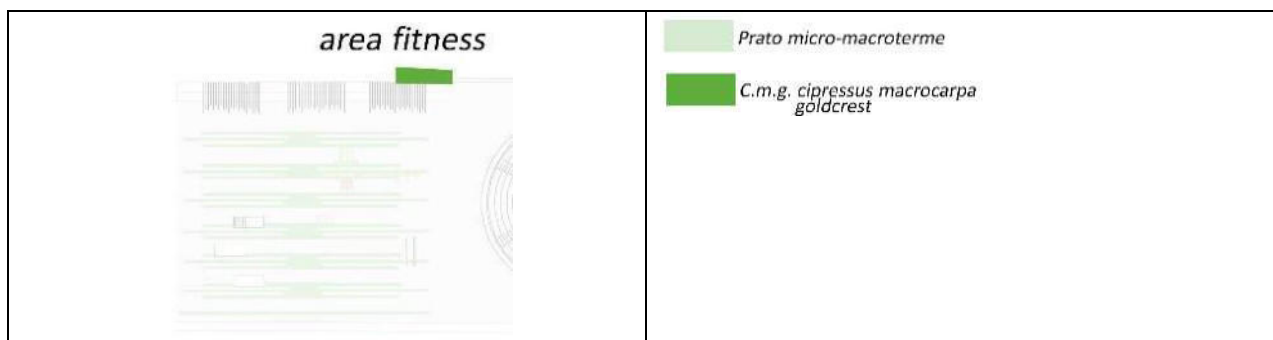 area fitness
Prato micro-macroterme
C.m.g. cipressus macrocarpa
goldcrest